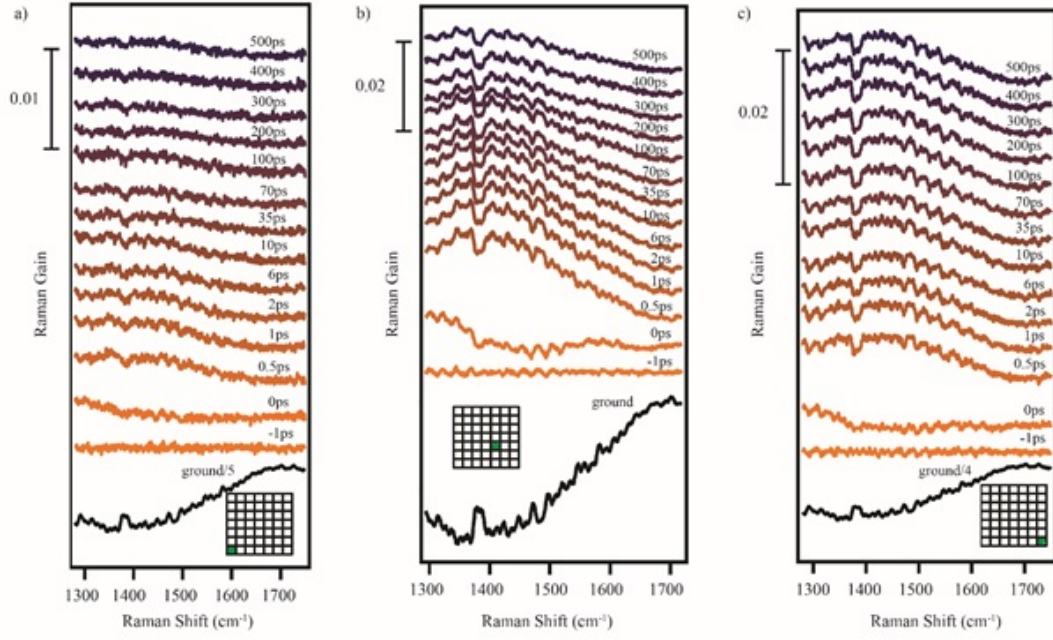 a)
0.01
Raman Gain
500ps
400ps
300ps
200ps
100ps
70ps
35ps
10ps
6ps
2ps
1ps
0.5ps
0ps
-1ps
ground/5
1300 1400 1500 1600 1700
Raman Shift (cm⁻¹)
b)
0.02
Raman Gain
500ps
400ps
300ps
200ps
100ps
70ps
35ps
10ps
6ps
2ps
1ps
0.5ps
0ps
-1ps
ground
1300 1400 1500 1600 1700
Raman Shift (cm⁻¹)
c)
0.02
Raman Gain
500ps
400ps
300ps
200ps
100ps
70ps
35ps
10ps
6ps
2ps
1ps
0.5ps
0ps
-1ps
ground/4
1300 1400 1500 1600 1700
Raman Shift (cm⁻¹)